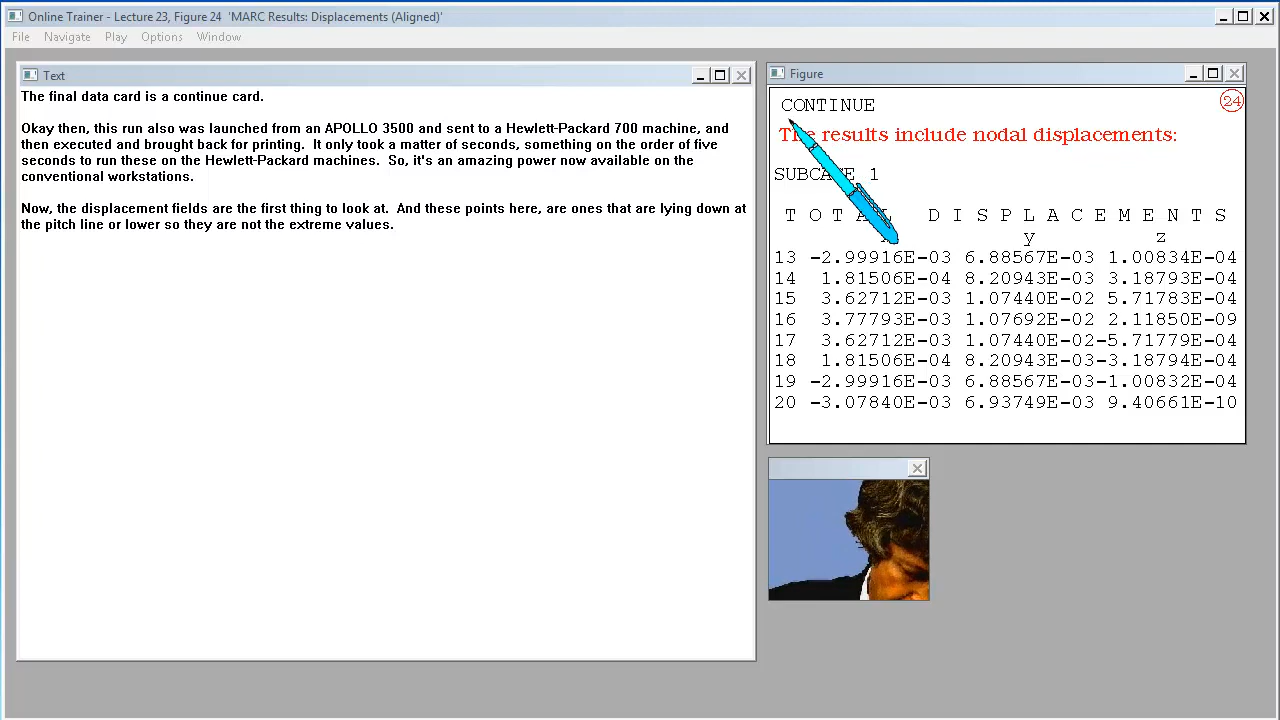 Online Trainer - Lecture 23, Figure 24 'MARC Results: Displacements (Aligned)'
File Navigate Play Options Window
Text
The final data card is a continue card.
Okay then, this run also was launched from an APOLLO 3500 and sent to a Hewlett-Packard 700 machine, and
then executed and brought back for printing. It only took a matter of seconds, something on the order of five
seconds to run these on the Hewlett-Packard machines. So, it's an amazing power now available on the
conventional workstations.
Now, the displacement fields are the first thing to look at. And these points here, are ones that are lying down at
the pitch line or lower so they are not the extreme values.
Figure
CONTINUE
24
The results include nodal displacements:
SUBCASE 1
T O T A L D I S P L A C E M E N T S
y z
13 -2.99916E-03 6.88567E-03 1.00834E-04
14 1.81506E-04 8.20943E-03 3.18793E-04
15 3.62712E-03 1.07440E-02 5.71783E-04
16 3.77793E-03 1.07692E-02 2.11850E-09
17 3.62712E-03 1.07440E-02-5.71779E-04
18 1.81506E-04 8.20943E-03-3.18794E-04
19 -2.99916E-03 6.88567E-03-1.00832E-04
20 -3.07840E-03 6.93749E-03 9.40661E-10